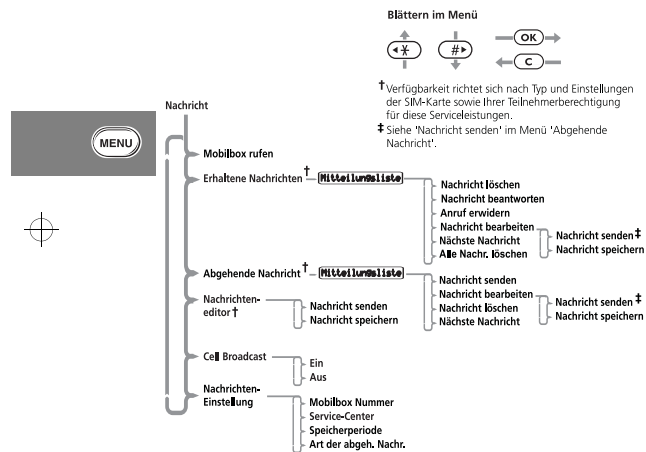 Blättern im Menü
OK
C
†Verfügbarkeit richtet sich nach Typ und Einstellungen
der SIM-Karte sowie Ihrer Teilnehmerberechtigung
für diese Serviceleistungen.
‡ Siehe 'Nachricht senden' im Menü 'Abgehende
Nachricht'.
MENU
Nachricht
Mobilbox rufen
Erhaltene Nachrichten †
Mitteilungsliste
Nachricht löschen
Nachricht beantworten
Anruf erwidern
Nachricht bearbeiten
Nachricht senden ‡
Nachricht speichern
Nächste Nachricht
Alle Nachr. löschen
Abgehende Nachricht †
Mitteilungsliste
Nachricht senden
Nachricht bearbeiten
Nachricht senden ‡
Nachricht speichern
Nachricht löschen
Nächste Nachricht
Nachrichten-
editor †
Nachricht senden
Nachricht speichern
Cell Broadcast
Ein
Aus
Nachrichten-
Einstellung
Mobilbox Nummer
Service-Center
Speicherperiode
Art der abgeh. Nachr.